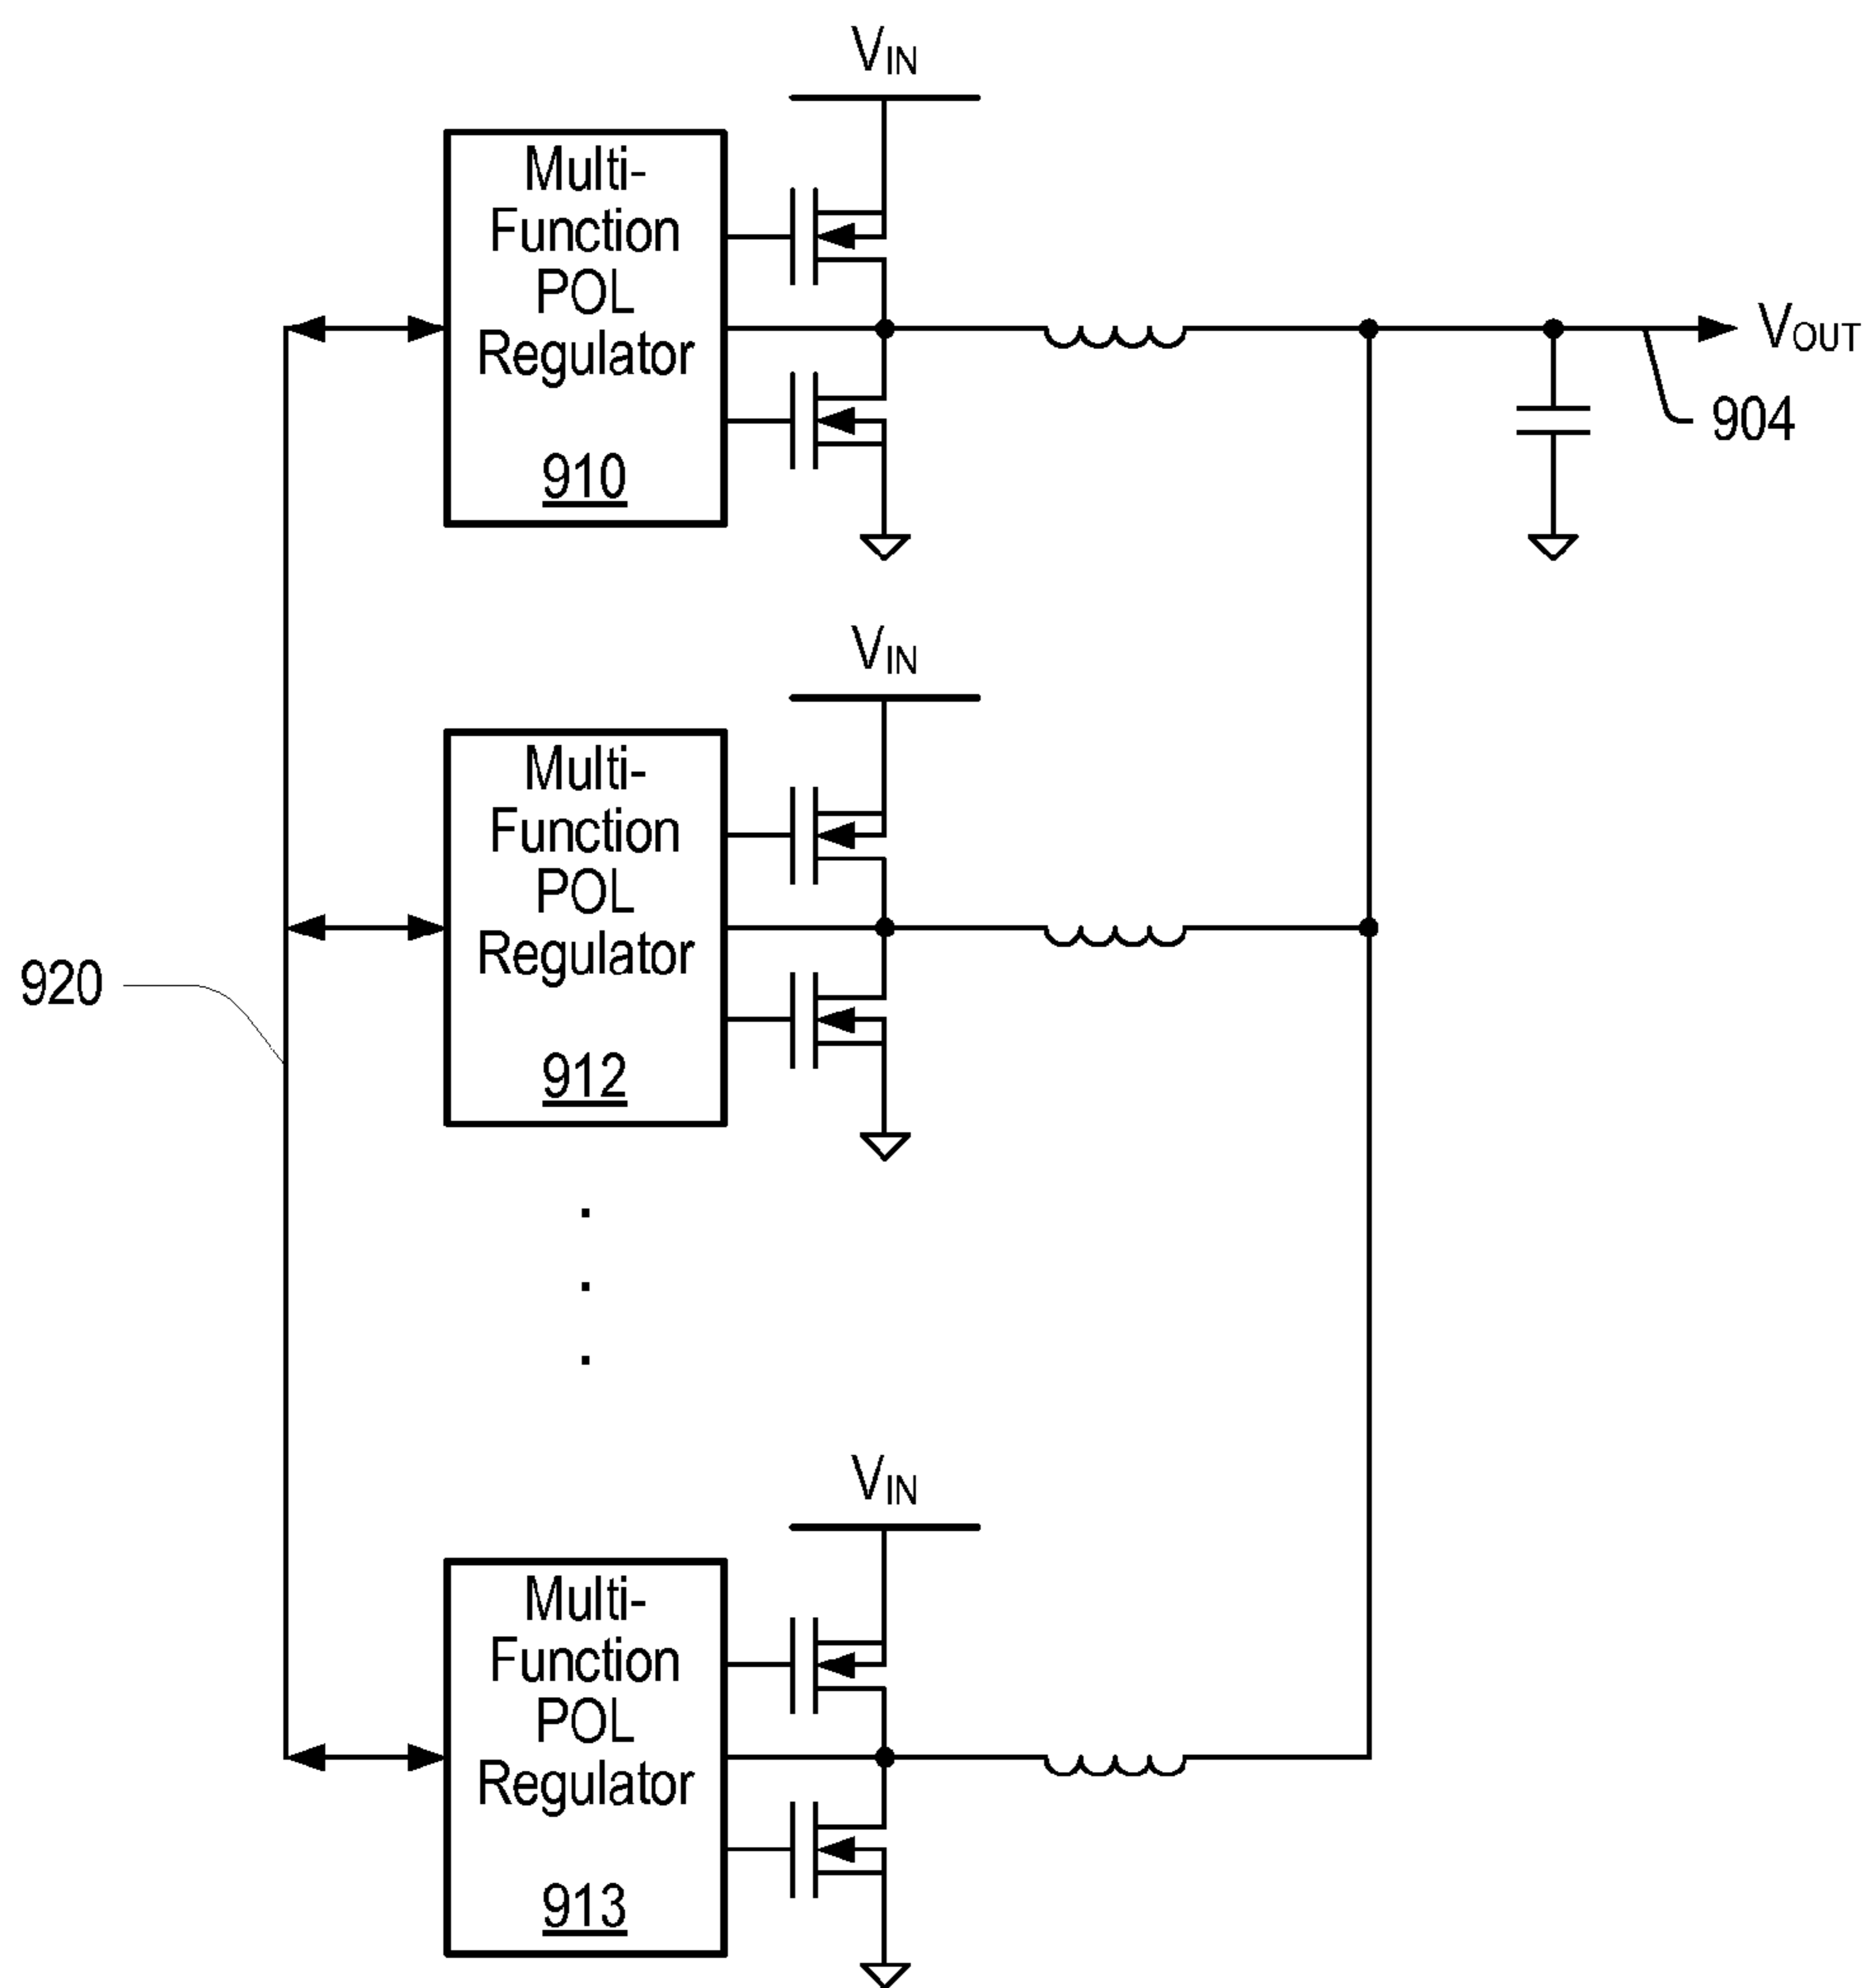 VIN
Multi-
Function
POL
Regulator
910
VOUT
904
VIN
Multi-
Function
POL
Regulator
912
920
VIN
Multi-
Function
POL
Regulator
913